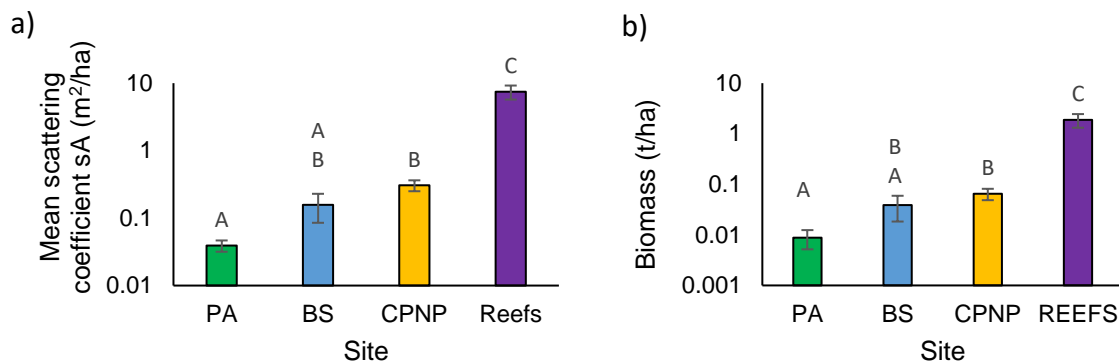 a)
Mean scattering
coefficient sA (m²/ha)
10
1
0.1
0.01
A
A
B
B
C
PA
BS
CPNP
Reefs
Site
b)
Biomass (t/ha)
10
1
0.1
0.01
0.001
A
B
A
B
C
PA
BS
CPNP
REEFS
Site